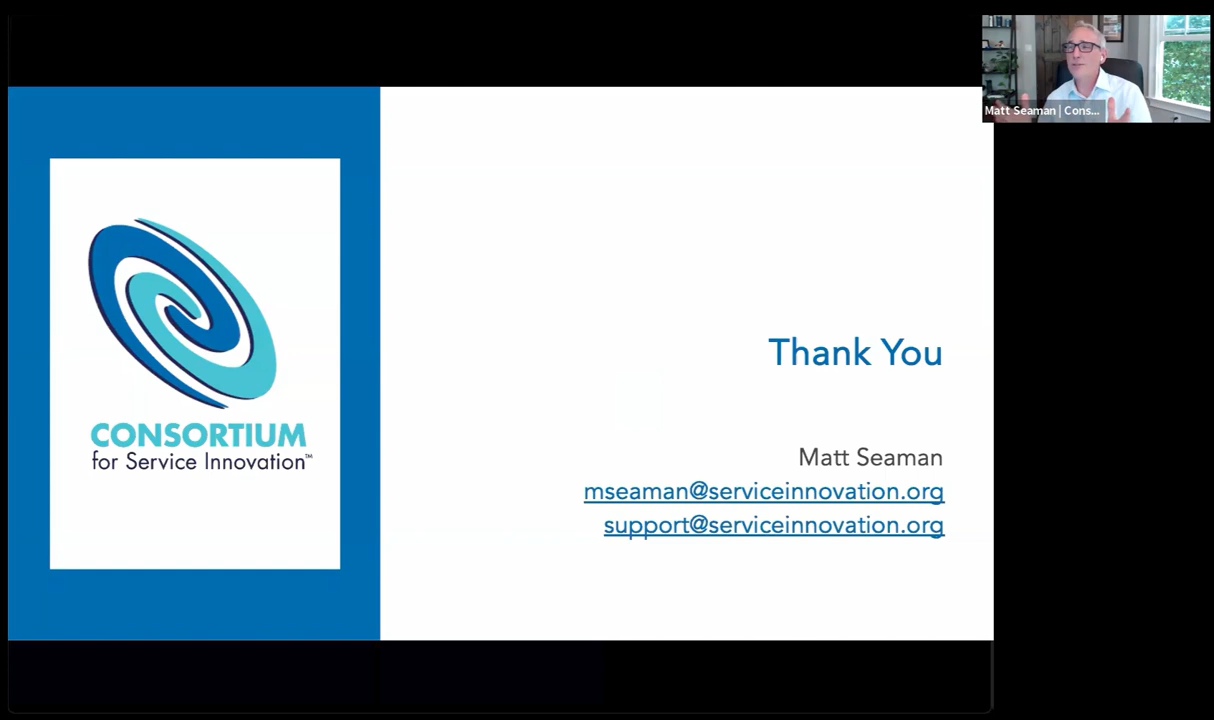 Matt Seaman | Cons...
CONSORTIUM
for Service Innovation™
Thank You
Matt Seaman
mseaman@serviceinnovation.org
support@serviceinnovation.org